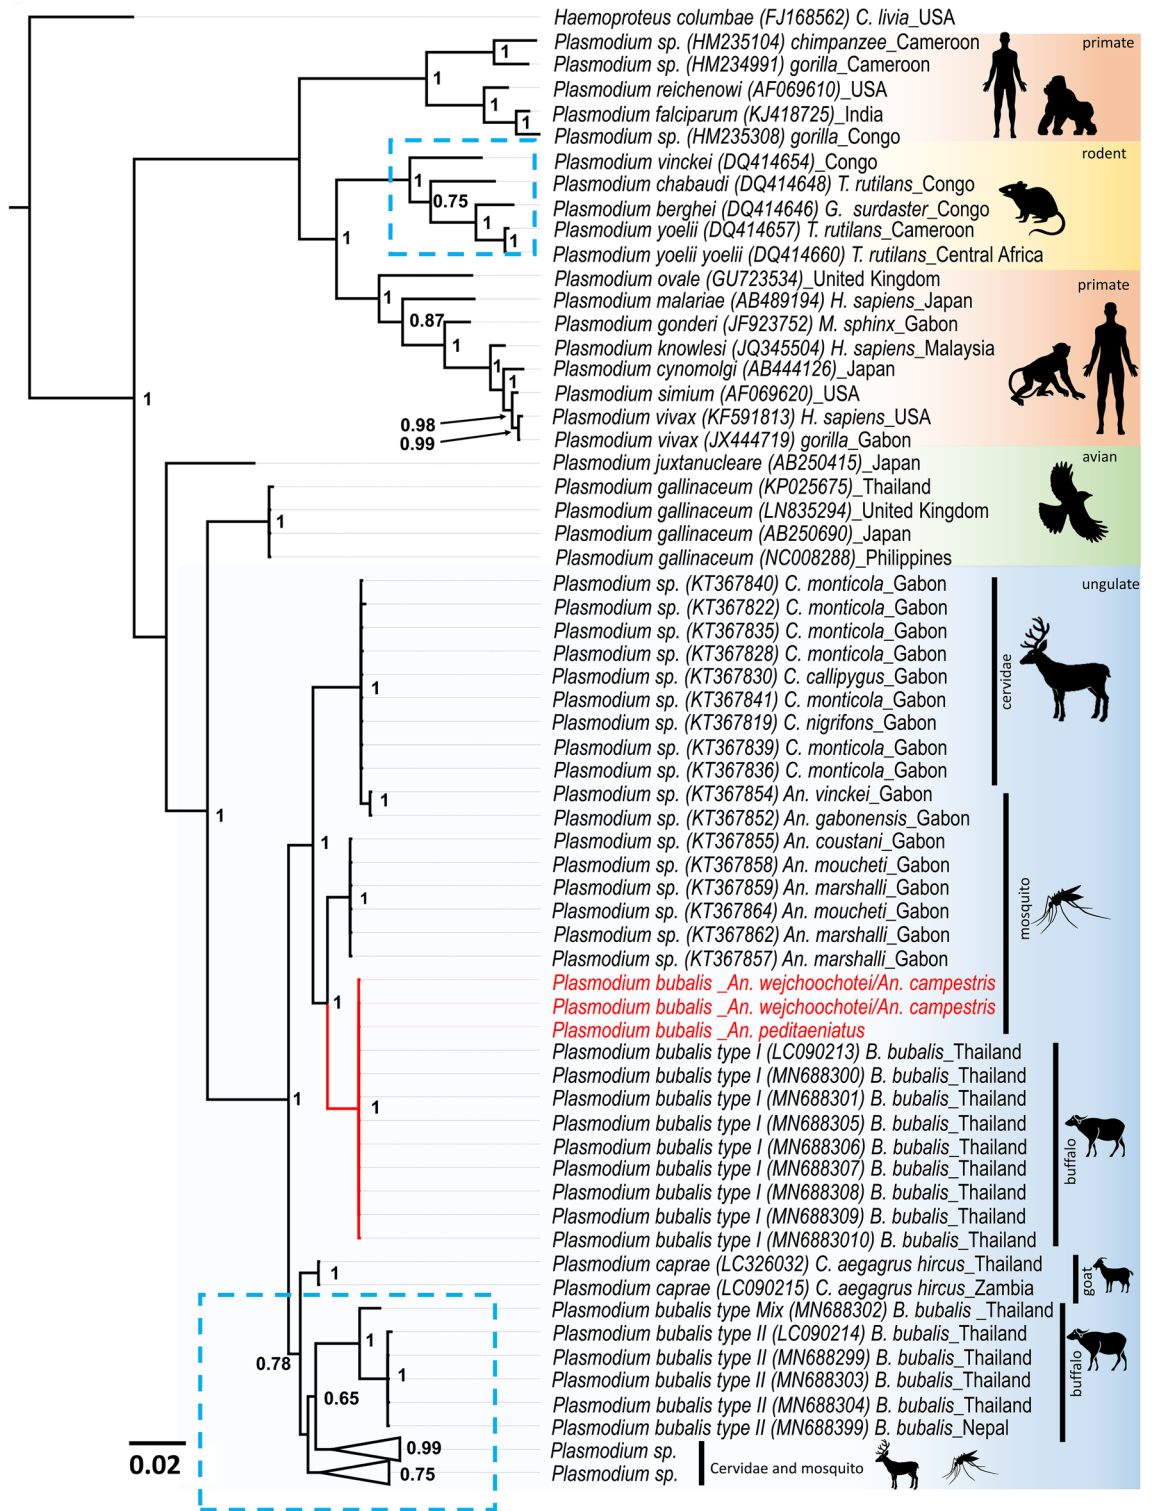 Haemoproteus columbae (FJ168562) C. livia_USA
Plasmodium sp. (HM235104) chimpanzee_Cameroon
primate
1
Plasmodium sp. (HM234991) gorilla_Cameroon
1
Plasmodium reichenowi (AF069610)_USA
1
Plasmodium falciparum (KJ418725)_India
1
Plasmodium sp. (HM235308) gorilla_Congo
Plasmodium vinckei (DQ414654)_Congo
rodent
1
Plasmodium chabaudi (DQ414648) T. rutilans_Congo
0.75
Plasmodium berghei (DQ414646) G. surdaster_Congo
1
Plasmodium yoelii (DQ414657) T. rutilans_Cameroon
1
1
Plasmodium yoelii yoelii (DQ414660) T. rutilans_Central Africa
Plasmodium ovale (GU723534)_United Kingdom
primate
1
Plasmodium malariae (AB489194) H. sapiens_Japan
0.87
Plasmodium gonderi (JF923752) M. sphinx_Gabon
1
Plasmodium knowlesi (JQ345504) H. sapiens_Malaysia
1
Plasmodium cynomolgi (AB444126)_Japan
1
Plasmodium simium (AF069620)_USA
1
0.98
Plasmodium vivax (KF591813) H. sapiens_USA
0.99
Plasmodium vivax (JX444719) gorilla_Gabon
Plasmodium juxtanucleare (AB250415)_Japan
avian
Plasmodium gallinaceum (KP025675)_Thailand
Plasmodium gallinaceum (LN835294)_United Kingdom
1
Plasmodium gallinaceum (AB250690)_Japan
Plasmodium gallinaceum (NC008288)_Philippines
Plasmodium sp. (KT367840) C. monticola_Gabon
ungulate
Plasmodium sp. (KT367822) C. monticola_Gabon
Plasmodium sp. (KT367835) C. monticola_Gabon
Plasmodium sp. (KT367828) C. monticola_Gabon
Plasmodium sp. (KT367830) C. callipygus_Gabon
cervidae
1
Plasmodium sp. (KT367841) C. monticola_Gabon
Plasmodium sp. (KT367819) C. nigrifons_Gabon
Plasmodium sp. (KT367839) C. monticola_Gabon
Plasmodium sp. (KT367836) C. monticola_Gabon
Plasmodium sp. (KT367854) An. vinckei_Gabon
1
Plasmodium sp. (KT367852) An. gabonensis_Gabon
1
Plasmodium sp. (KT367855) An. coustani_Gabon
1
Plasmodium sp. (KT367858) An. moucheti_Gabon
Plasmodium sp. (KT367859) An. marshalli_Gabon
1
mosquito
Plasmodium sp. (KT367864) An. moucheti_Gabon
Plasmodium sp. (KT367862) An. marshalli_Gabon
Plasmodium sp. (KT367857) An. marshalli_Gabon
Plasmodium bubalis _An. wejchoochotei/An. campestris
1
Plasmodium bubalis _An. wejchoochotei/An. campestris
Plasmodium bubalis _An. peditaeniatus
Plasmodium bubalis type I (LC090213) B. bubalis_Thailand
Plasmodium bubalis type I (MN688300) B. bubalis_Thailand
1
Plasmodium bubalis type I (MN688301) B. bubalis_Thailand
1
Plasmodium bubalis type I (MN688305) B. bubalis_Thailand
Plasmodium bubalis type I (MN688306) B. bubalis_Thailand
buffalo
Plasmodium bubalis type I (MN688307) B. bubalis_Thailand
Plasmodium bubalis type I (MN688308) B. bubalis_Thailand
Plasmodium bubalis type I (MN688309) B. bubalis_Thailand
Plasmodium bubalis type I (MN6883010) B. bubalis_Thailand
Plasmodium caprae (LC326032) C. aegagrus hircus_Thailand
1
goat
Plasmodium caprae (LC090215) C. aegagrus hircus_Zambia
Plasmodium bubalis type Mix (MN688302) B. bubalis _Thailand
1
Plasmodium bubalis type II (LC090214) B. bubalis_Thailand
0.78
Plasmodium bubalis type II (MN688299) B. bubalis_Thailand
1
Plasmodium bubalis type II (MN688303) B. bubalis_Thailand
buffalo
0.65
Plasmodium bubalis type II (MN688304) B. bubalis_Thailand
Plasmodium bubalis type II (MN688399) B. bubalis_Nepal
0.99
Plasmodium sp.
0.02
Cervidae and mosquito
0.75
Plasmodium sp.